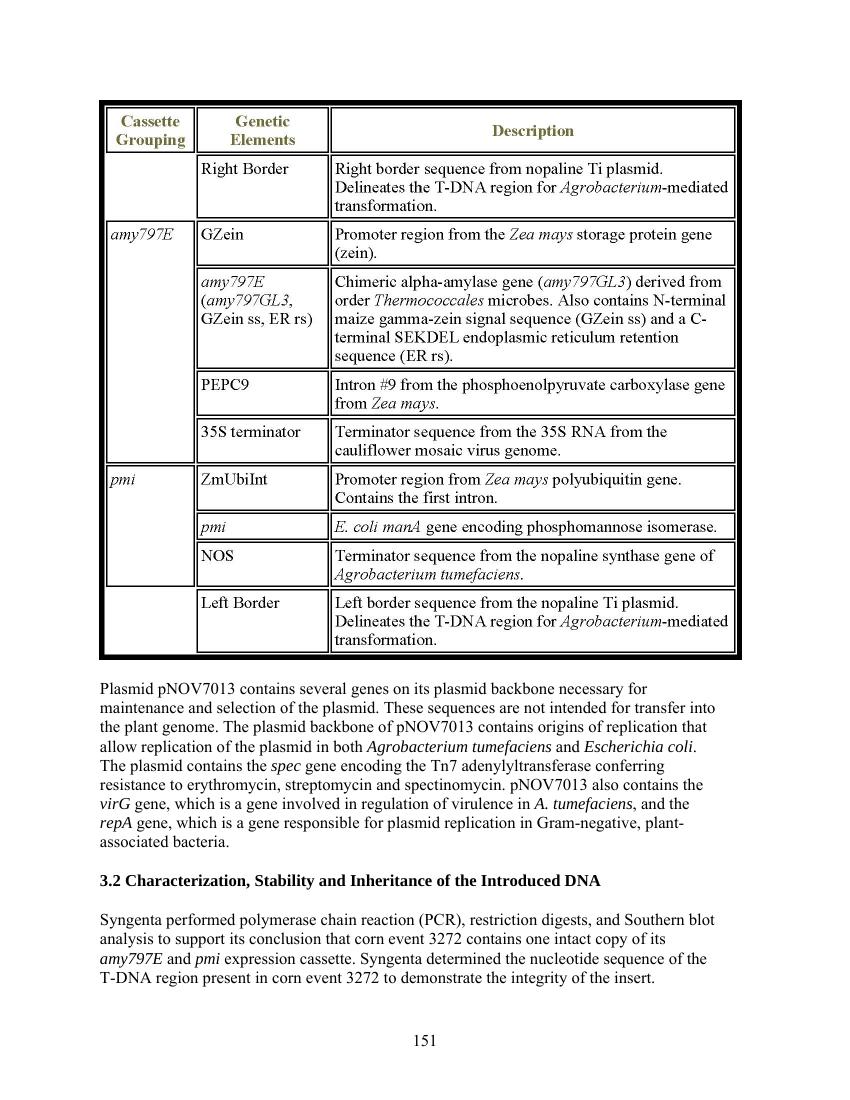 Cassette Grouping
Genetic Elements
Description
Right Border
Right border sequence from nopaline Ti plasmid.
Delineates the T-DNA region for Agrobacterium-mediated
transformation.
amy797E
GZein
Promoter region from the Zea mays storage protein gene
(zein).
amy797E
(amy797GL3,
GZein ss, ER rs)
Chimeric alpha-amylase gene (amy797GL3) derived from
order Thermococcales microbes. Also contains N-terminal
maize gamma-zein signal sequence (GZein ss) and a C-
terminal SEKDEL endoplasmic reticulum retention
sequence (ER rs).
PEPC9
Intron #9 from the phosphoenolpyruvate carboxylase gene
from Zea mays.
35S terminator
Terminator sequence from the 35S RNA from the
cauliflower mosaic virus genome.
pmi
ZmUbiInt
Promoter region from Zea mays polyubiquitin gene.
Contains the first intron.
pmi
E. coli manA gene encoding phosphomannose isomerase.
NOS
Terminator sequence from the nopaline synthase gene of
Agrobacterium tumefaciens.
Left Border
Left border sequence from the nopaline Ti plasmid.
Delineates the T-DNA region for Agrobacterium-mediated
transformation.
Plasmid pNOV7013 contains several genes on its plasmid backbone necessary for
maintenance and selection of the plasmid. These sequences are not intended for transfer into
the plant genome. The plasmid backbone of pNOV7013 contains origins of replication that
allow replication of the plasmid in both Agrobacterium tumefaciens and Escherichia coli.
The plasmid contains the spec gene encoding the Tn7 adenylyltransferase conferring
resistance to erythromycin, streptomycin and spectinomycin. pNOV7013 also contains the
virG gene, which is a gene involved in regulation of virulence in A. tumefaciens, and the
repA gene, which is a gene responsible for plasmid replication in Gram-negative, plant-
associated bacteria.
3.2 Characterization, Stability and Inheritance of the Introduced DNA
Syngenta performed polymerase chain reaction (PCR), restriction digests, and Southern blot
analysis to support its conclusion that corn event 3272 contains one intact copy of its
amy797E and pmi expression cassette. Syngenta determined the nucleotide sequence of the
T-DNA region present in corn event 3272 to demonstrate the integrity of the insert.
151